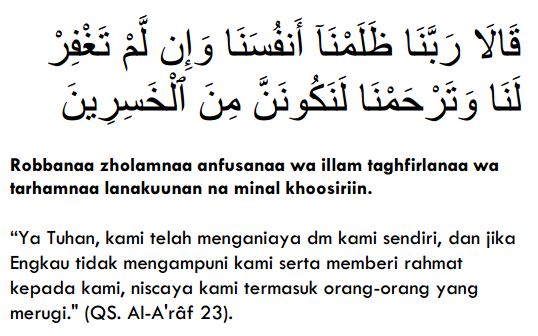 قَالَا رَبَّنَا ظَلَمْنَآ أَنفُسَنَا وَإِن لَّمْ تَغْفِرْ
لَنَا وَتَرْحَمْنَا لَنَكُونَنَّ مِنَ ٱلْخَسِرِينَ
Robbanaa zholamnaa anfusanaa wa illam taghfirlanaa wa
tarhamnaa lanakuunan na minal khoosiriin.
“Ya Tuhan, kami telah menganiaya dm kami sendiri, dan jika
Engkau tidak mengampuni kami serta memberi rahmat
kepada kami, niscaya kami termasuk orang-orang yang
merugi." (QS. Al-A'râf 23).